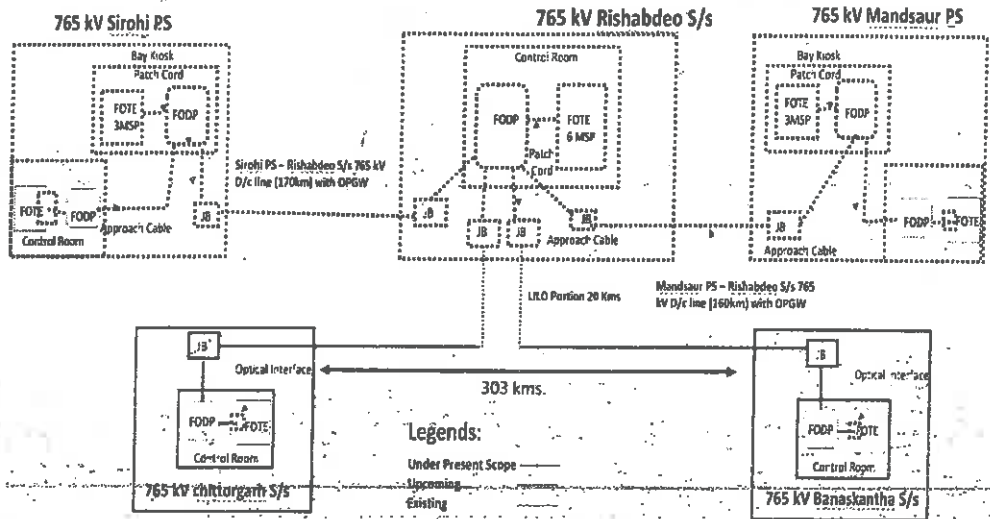 765 kV Sirohi PS
765 kV Rishabdeo S/s
765 kV Mandsaur PS
Bay Kiosk
Patch Cord
FOTE
3MSP
FODP
FOTE
FODP
Approach Cable
Control Room
JB
Sirohi PS – Rishabdeo S/s 765 kV
D/c line (170km) with OPGW
Control Room
FODP
FOTE
6 MSP
Patch
Cord
JB
JB
JB
JB
Approach Cable
Bay Kiosk
Patch Cord
FOTE
3MSP
FODP
JB
Approach Cable
FODP
FOTE
Control Room
LILO Portion 20 Kms
Mandsaur PS – Rishabdeo S/s 765
kV D/c line (160km) with OPGW
JB
Optical Interface
FODP
FOTE
Control Room
765 kV Chittorgarh S/s
303 kms.
JB
Optical Interface
FODP
FOTE
Control Room
765 kV Banaskantha S/s
Legends:
Under Present Scope
Upcoming
Existing